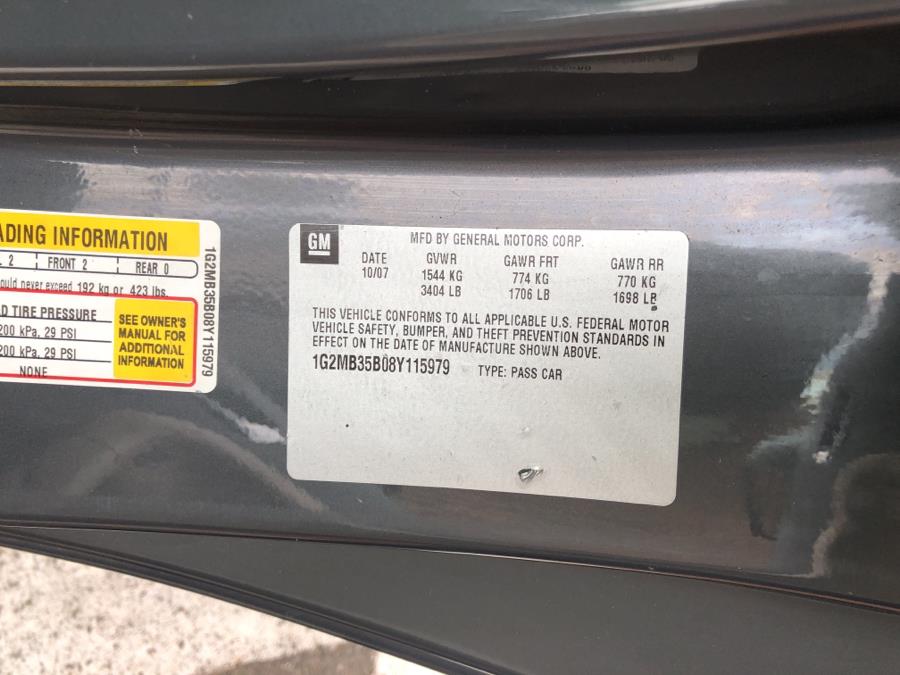 ADING INFORMATION
2 FRONT 2 REAR 0
ould never exceed 192 kg or 423 lbs.
D TIRE PRESSURE
200 kPa, 29 PSI
200 kPa, 29 PSI
NONE
SEE OWNER'S
MANUAL FOR
ADDITIONAL
INFORMATION
1G2MB35B08Y115979
GM
MFD BY GENERAL MOTORS CORP.
DATE GVWR GAWR FRT GAWR RR
10/07 1544 KG 774 KG 770 KG
3404 LB 1706 LB 1698 LB
THIS VEHICLE CONFORMS TO ALL APPLICABLE U.S. FEDERAL MOTOR
VEHICLE SAFETY, BUMPER, AND THEFT PREVENTION STANDARDS IN
EFFECT ON THE DATE OF MANUFACTURE SHOWN ABOVE.
1G2MB35B08Y115979 TYPE: PASS CAR